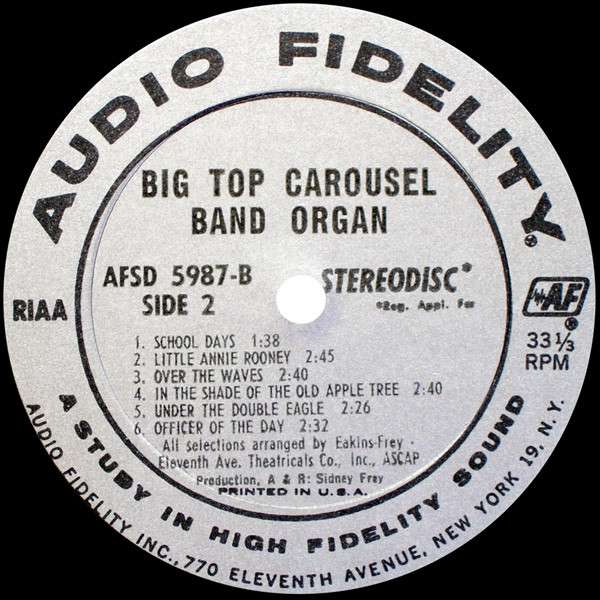 AUDIO FIDELITY®
BIG TOP CAROUSEL
BAND ORGAN
AFSD 5987-B
SIDE 2
STEREODISC*
*Reg. Appl. For
RIAA
AF®
33 1/3
RPM
1. SCHOOL DAYS 1:38
2. LITTLE ANNIE ROONEY 2:45
3. OVER THE WAVES 2:40
4. IN THE SHADE OF THE OLD APPLE TREE 2:40
5. UNDER THE DOUBLE EAGLE 2:26
6. OFFICER OF THE DAY 2:32
All selections arranged by Eakins-Frey -
Eleventh Ave. Theatricals Co., Inc., ASCAP
Production, A & R: Sidney Frey
PRINTED IN U.S.A.
A STUDY IN HIGH FIDELITY SOUND
AUDIO FIDELITY INC., 770 ELEVENTH AVENUE, NEW YORK 19, N.Y.